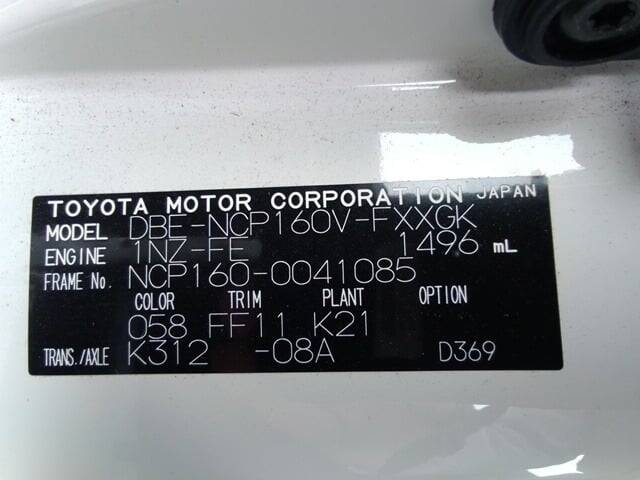 TOYOTA MOTOR CORPORATION JAPAN
MODEL DBE-NCP160V-FXXGK
ENGINE 1NZ-FE 1496 mL
FRAME No. NCP160-0041085
COLOR TRIM PLANT OPTION
058 FF11 K21
TRANS./AXLE K312 -08A D369